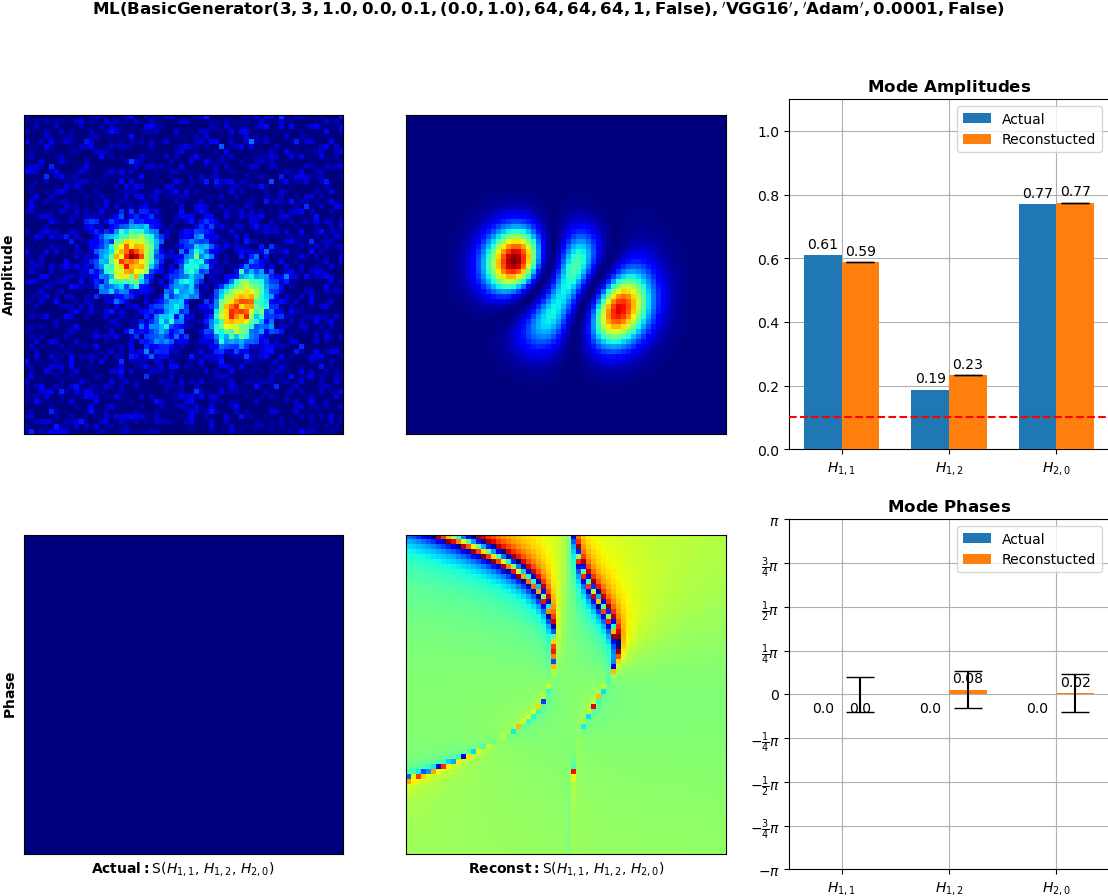 ML(BasicGenerator(3, 3, 1.0, 0.0, 0.1, (0.0, 1.0), 64, 64, 64, 1, False), ′VGG16′, ′Adam′, 0.0001, False)
Amplitude
Mode Amplitudes
Actual
Reconstucted
1.0
0.8
0.6
0.4
0.2
0.0
0.61
0.59
0.19
0.23
0.77
0.77
H1,1
H1,2
H2,0
Phase
Actual: S(H1,1, H1,2, H2,0)
Reconst: S(H1,1, H1,2, H2,0)
Mode Phases
Actual
Reconstucted
π
3/4π
1/2π
1/4π
0
−1/4π
−1/2π
−3/4π
−π
0.0
0.0
0.0
0.08
0.0
0.02
H1,1
H1,2
H2,0